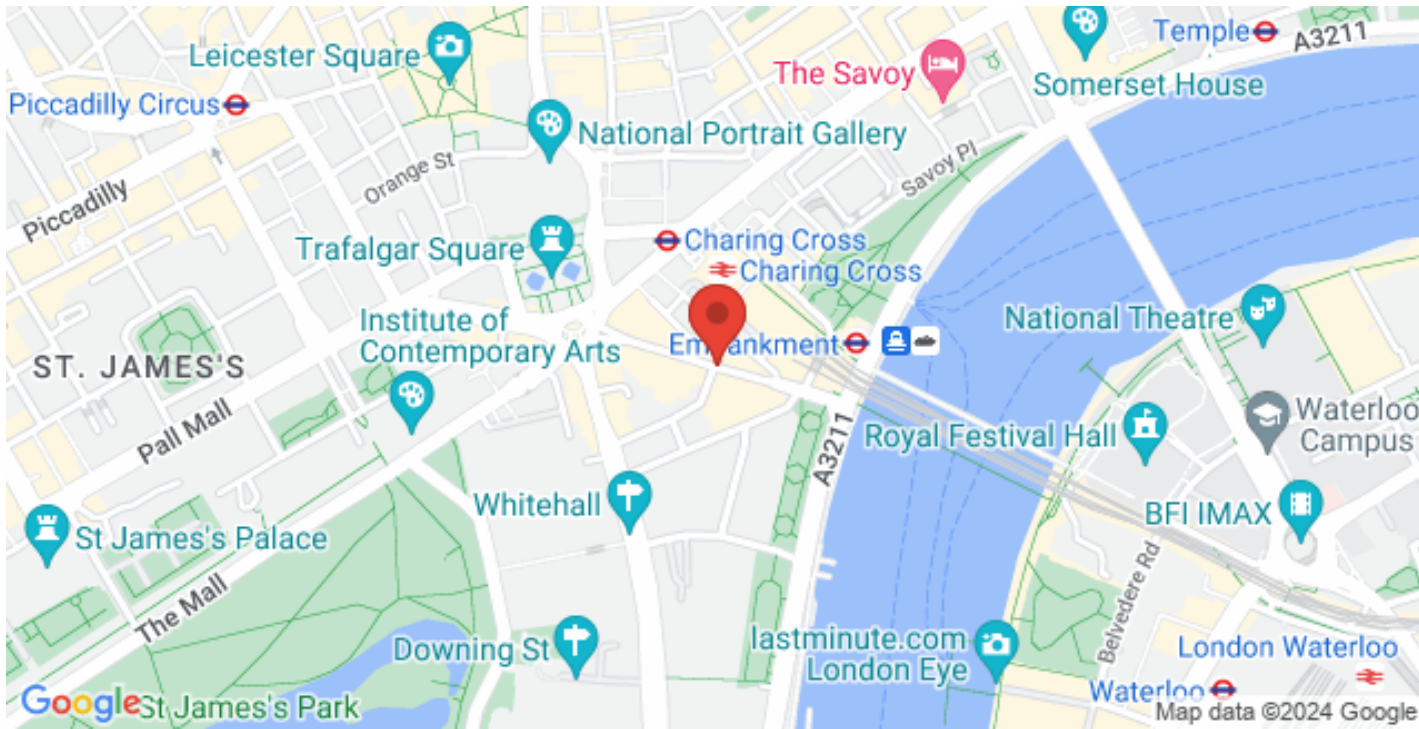 Leicester Square
Piccadilly Circus
The Savoy
Temple
A3211
Somerset House
National Portrait Gallery
Orange St
Piccadilly
Savoy Pl
Trafalgar Square
Charing Cross
Charing Cross
Institute of
Contemporary Arts
National Theatre
ST. JAMES'S
Pall Mall
A3211
Royal Festival Hall
Waterloo
Campus
Whitehall
BFI IMAX
St James's Palace
The Mall
Belvedere Rd
Downing St
lastminute.com
London Eye
London Waterloo
Waterloo
Google
St James's Park
Map data ©2024 Google